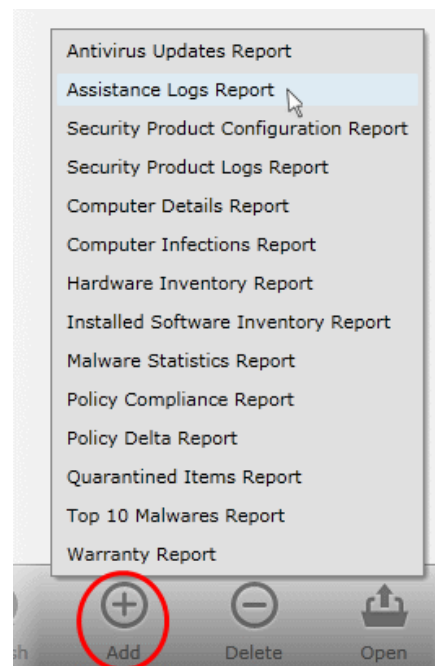 Antivirus Updates Report
Assistance Logs Report
Security Product Configuration Report
Security Product Logs Report
Computer Details Report
Computer Infections Report
Hardware Inventory Report
Installed Software Inventory Report
Malware Statistics Report
Policy Compliance Report
Policy Delta Report
Quarantined Items Report
Top 10 Malwares Report
Warranty Report
sh Add Delete Open